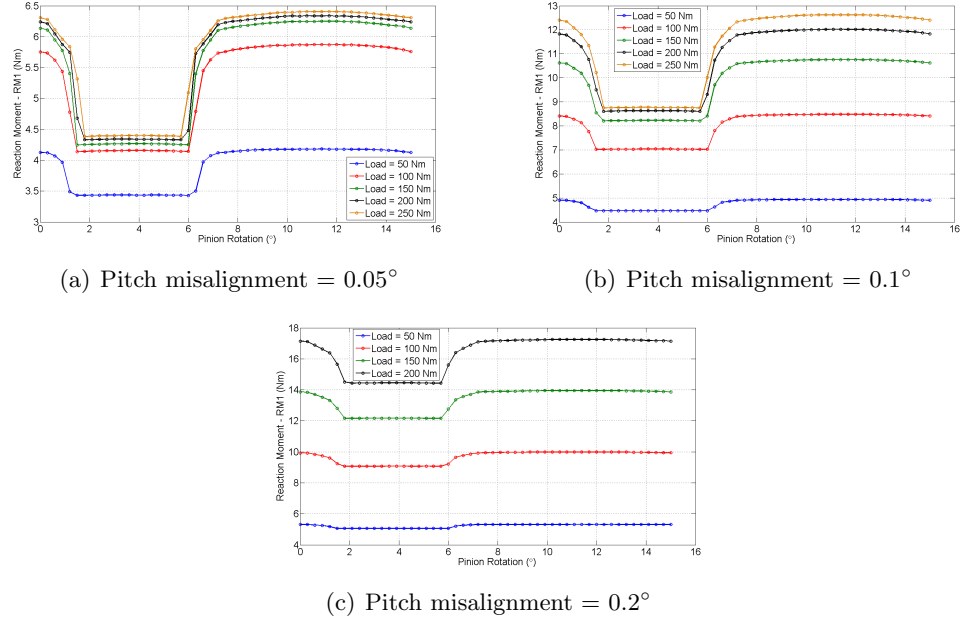 6.5
6
5.5
5
4.5
4
3.5
3
Reaction Moment - RM1 (Nm)
Load = 50 Nm
Load = 100 Nm
Load = 150 Nm
Load = 200 Nm
Load = 250 Nm
0 2 4 6 8 10 12 14 16
Pinion Rotation (°)
(a) Pitch misalignment = 0.05°
13
12
11
10
9
8
7
6
5
4
Reaction Moment - RM1 (Nm)
Load = 50 Nm
Load = 100 Nm
Load = 150 Nm
Load = 200 Nm
Load = 250 Nm
0 2 4 6 8 10 12 14 16
Pinion Rotation (°)
(b) Pitch misalignment = 0.1°
18
16
14
12
10
8
6
4
Reaction Moment - RM1 (Nm)
Load = 50 Nm
Load = 100 Nm
Load = 150 Nm
Load = 200 Nm
0 2 4 6 8 10 12 14 16
Pinion Rotation (°)
(c) Pitch misalignment = 0.2°